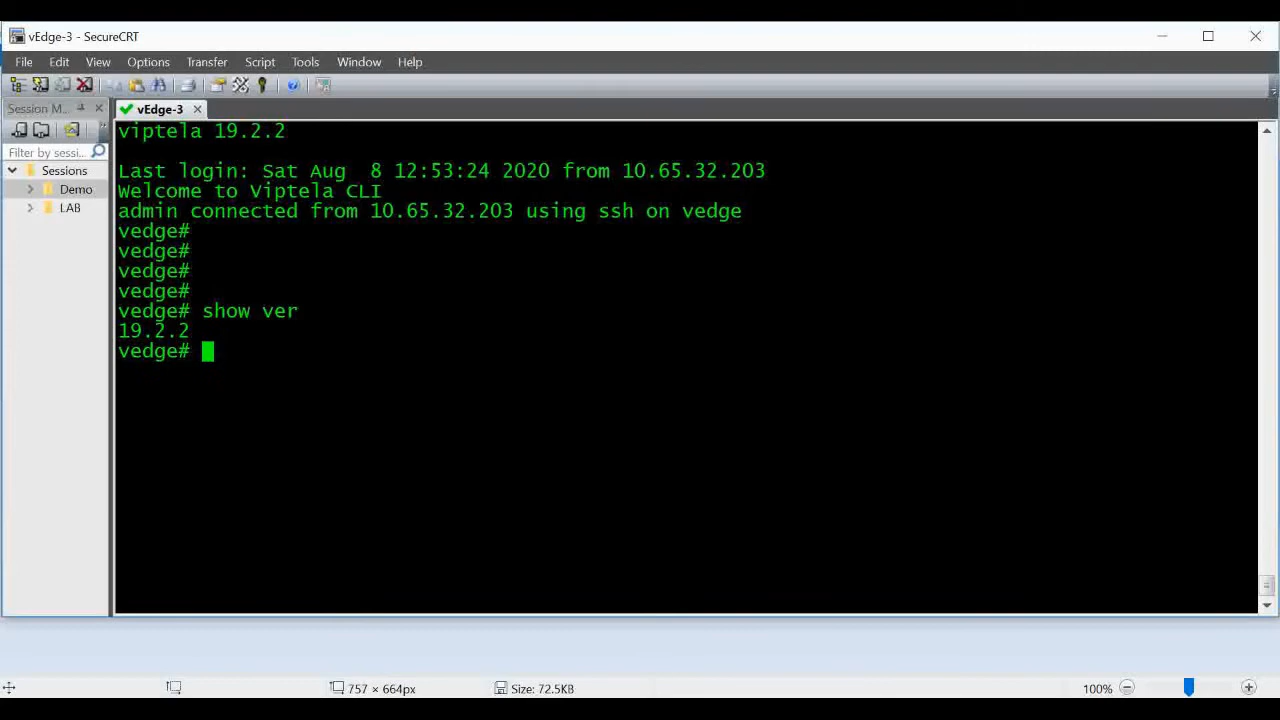 vEdge-3 - SecureCRT
File Edit View Options Transfer Script Tools Window Help
Session M...
vEdge-3
Filter by sessi...
Sessions
Demo
LAB
viptela 19.2.2
Last login: Sat Aug  8 12:53:24 2020 from 10.65.32.203
Welcome to Viptela CLI
admin connected from 10.65.32.203 using ssh on vedge
vedge#
vedge#
vedge#
vedge#
vedge# show ver
19.2.2
vedge#
757 × 664px
Size: 72.5KB
100%